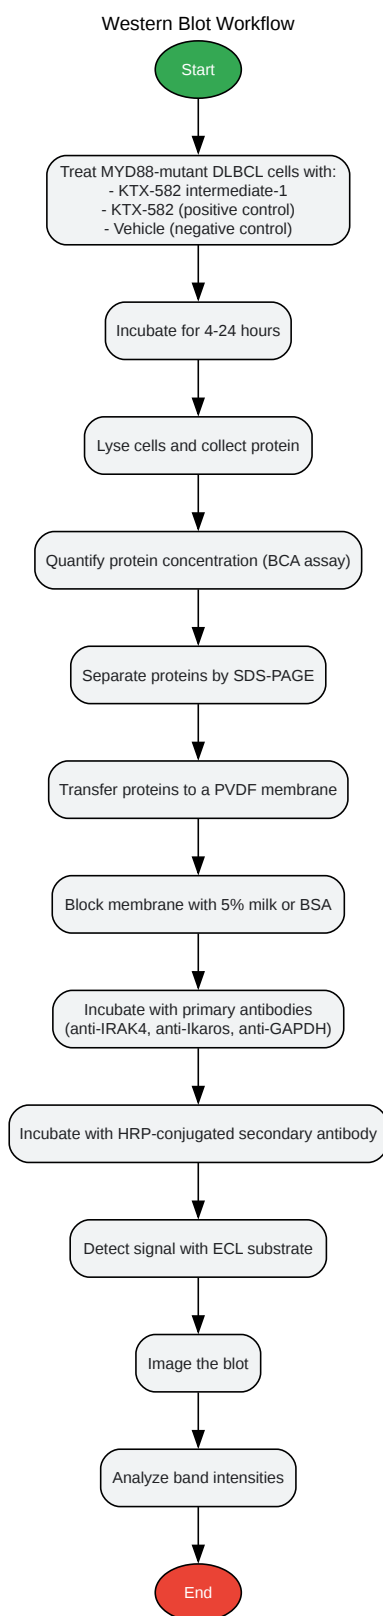 Western Blot Workflow
Start
Treat MYD88-mutant DLBCL cells with:
- KTX-582 intermediate-1
- KTX-582 (positive control)
- Vehicle (negative control)
Incubate for 4-24 hours
Lyse cells and collect protein
Quantify protein concentration (BCA assay)
Separate proteins by SDS-PAGE
Transfer proteins to a PVDF membrane
Block membrane with 5% milk or BSA
Incubate with primary antibodies
(anti-IRAK4, anti-Ikaros, anti-GAPDH)
Incubate with HRP-conjugated secondary antibody
Detect signal with ECL substrate
Image the blot
Analyze band intensities
End